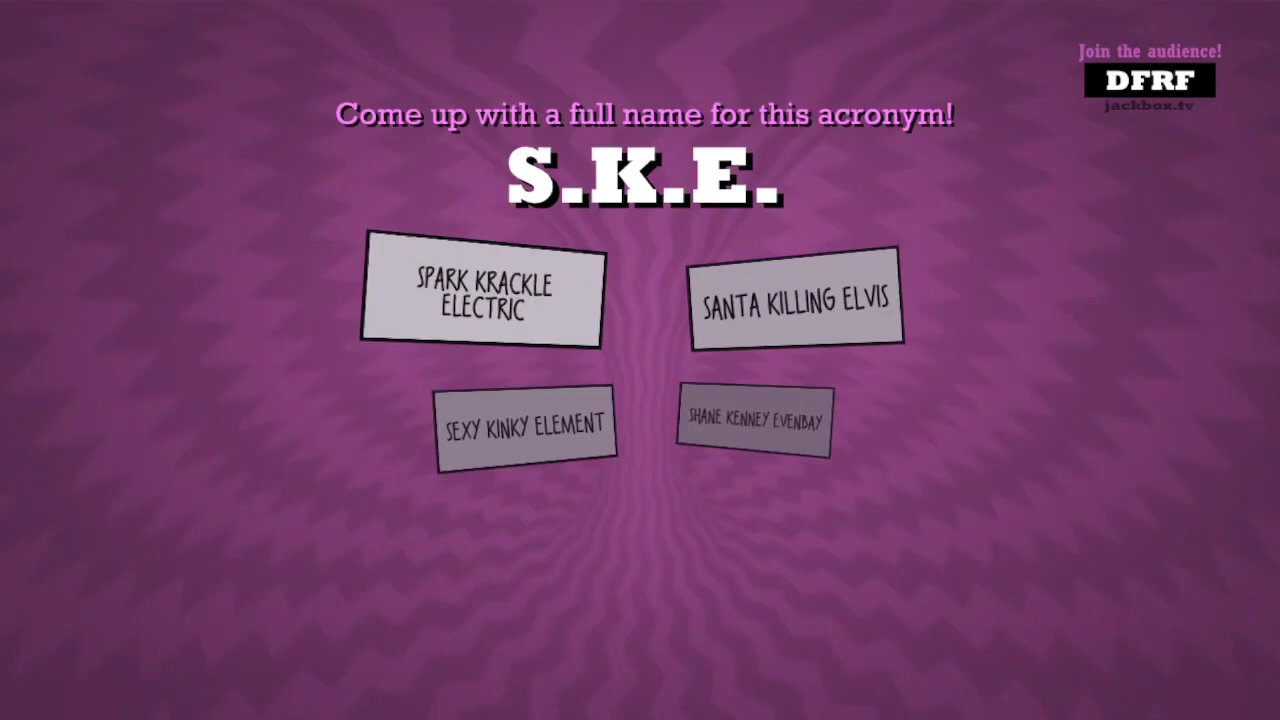 Join the audience!
DFRF
jackbox.tv
Come up with a full name for this acronym!
S.K.E.
SPARK KRACKLE
ELECTRIC
SANTA KILLING ELVIS
SEXY KINKY ELEMENT
SHANE KENNEY EVENBAY